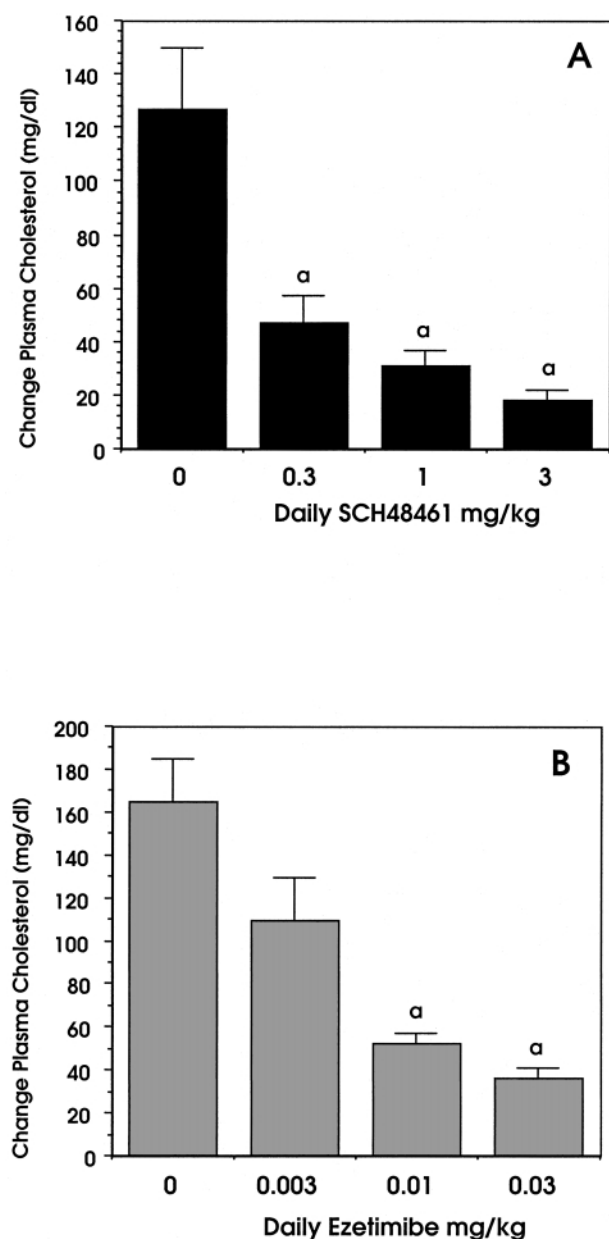 A
Change Plasma Cholesterol (mg/dl)
160
140
120
100
80
60
40
20
0
a
a
a
0 0.3 1 3
Daily SCH48461 mg/kg
B
Change Plasma Cholesterol (mg/dl)
200
180
160
140
120
100
80
60
40
20
0
a
a
0 0.003 0.01 0.03
Daily Ezetimibe mg/kg